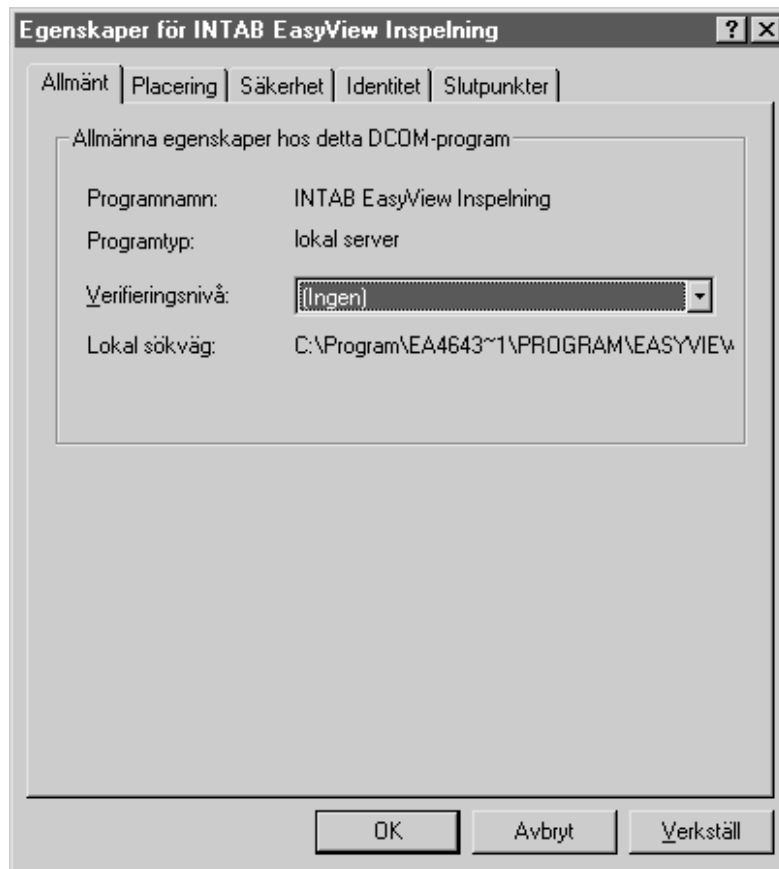 Egenskaper för INTAB EasyView Inspelning
Allmänt Placering Säkerhet Identitet Slutpunkter
Allmänna egenskaper hos detta DCOM-program
Programnamn: INTAB EasyView Inspelning
Programtyp: lokal server
Verifieringsnivå: (Ingen)
Lokal sökväg: C:\Program\EA4643~1\PROGRAM\EASYVIEW
OK Avbryt Verkställ